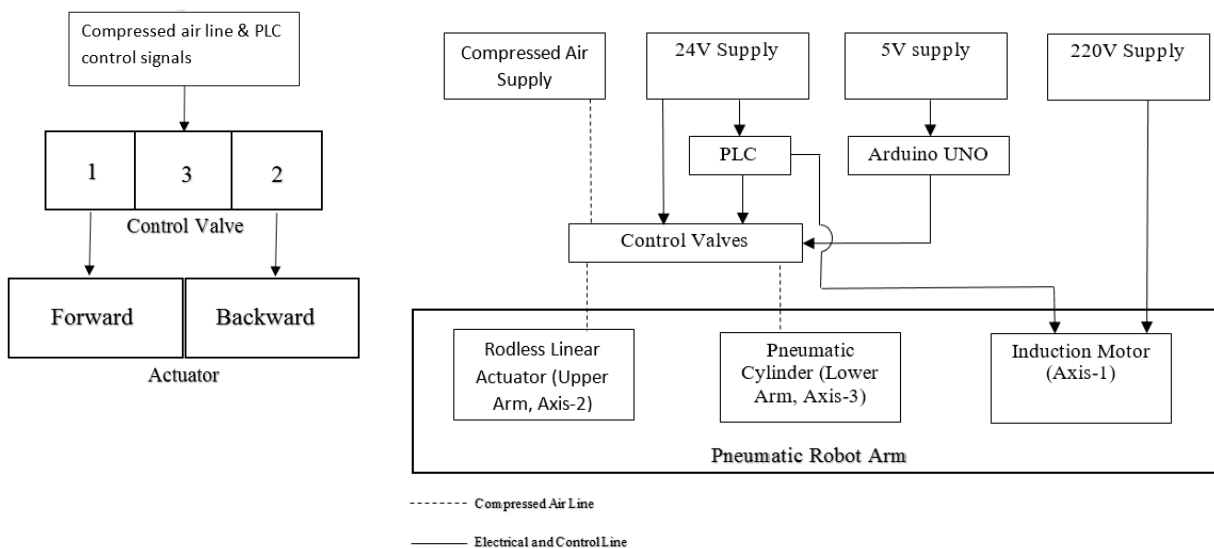 Compressed air line & PLC
control signals
1
3
2
Control Valve
Forward
Backward
Actuator
Compressed Air
Supply
24V Supply
5V supply
220V Supply
PLC
Arduino UNO
Control Valves
Rodless Linear
Actuator (Upper
Arm, Axis-2)
Pneumatic
Cylinder (Lower
Arm, Axis-3)
Induction Motor
(Axis-1)
Pneumatic Robot Arm
Compressed Air Line
Electrical and Control Line